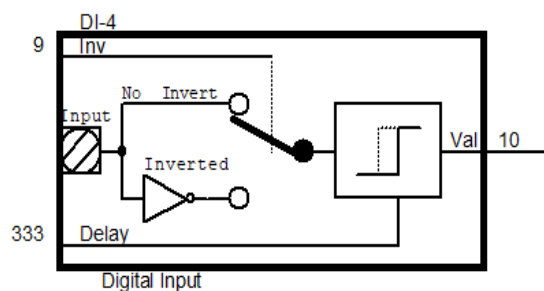 DI-4
9 Inv
No Invert
Input
Inverted
Val 10
333 Delay
Digital Input